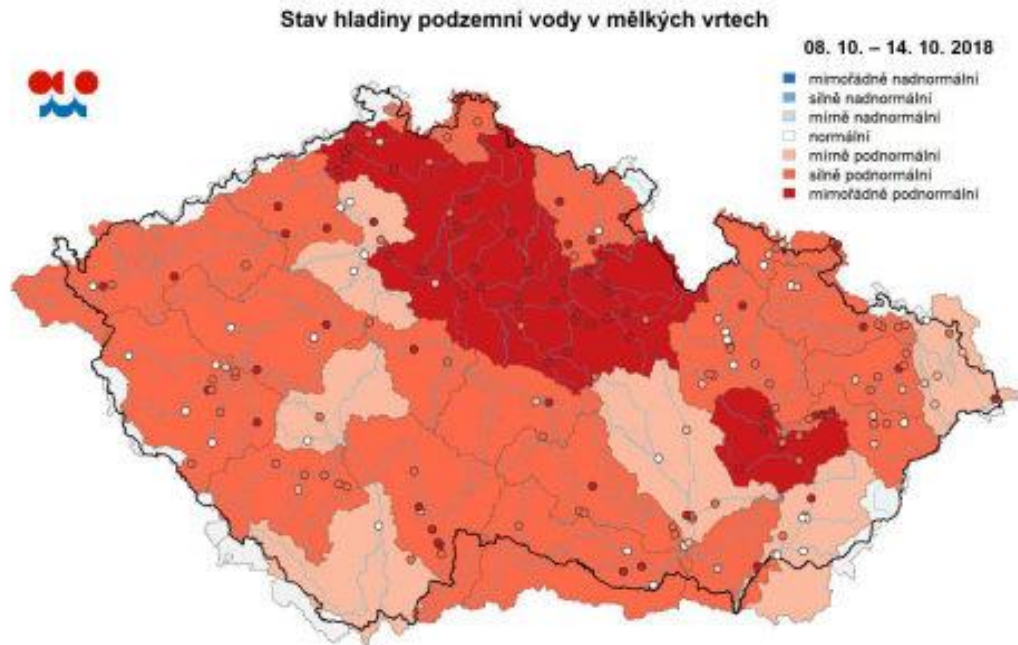 Stav hladiny podzemní vody v mělkých vrtech
08. 10. – 14. 10. 2018
mimořádně nadnormální
silně nadnormální
mírně nadnormální
normální
mírně podnormální
silně podnormální
mimořádně podnormální